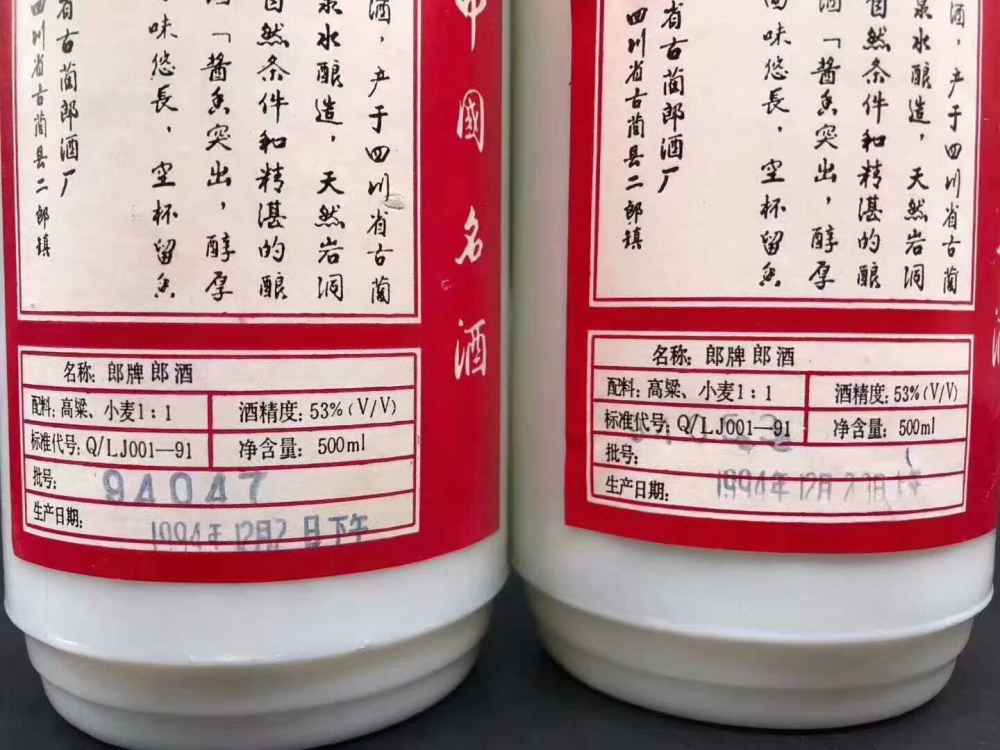 酒，产于四川省古蔺
泉水酿造，天然岩洞
自然条件和精湛的酿
「酱香突出，醇厚
味悠長，空杯留香
省古蔺郎酒厂
四川省古蔺县二郎镇
中國名酒
名称：郎牌郎酒
配料：高粱、小麦1：1
酒精度：53%（V/V）
标准代号：Q/LJ001—91
净含量：500ml
批号：94047
生产日期：1994年12月2日下午
酒，产于四川省古蔺
泉水酿造，天然岩洞
自然条件和精湛的酿
酒「酱香突出，醇厚
回味悠長，空杯留香
省古蔺郎酒厂
四川省古蔺县二郎镇
酒
名称：郎牌郎酒
配料：高粱、小麦1：1
酒精度：53%（V/V）
标准代号：Q/LJ001—91
净含量：500ml
批号：
生产日期：1994年12月23日上午